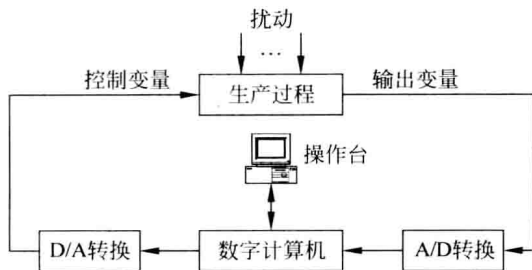 扰动
…
控制变量
生产过程
输出变量
操作台
D/A转换
数字计算机
A/D转换